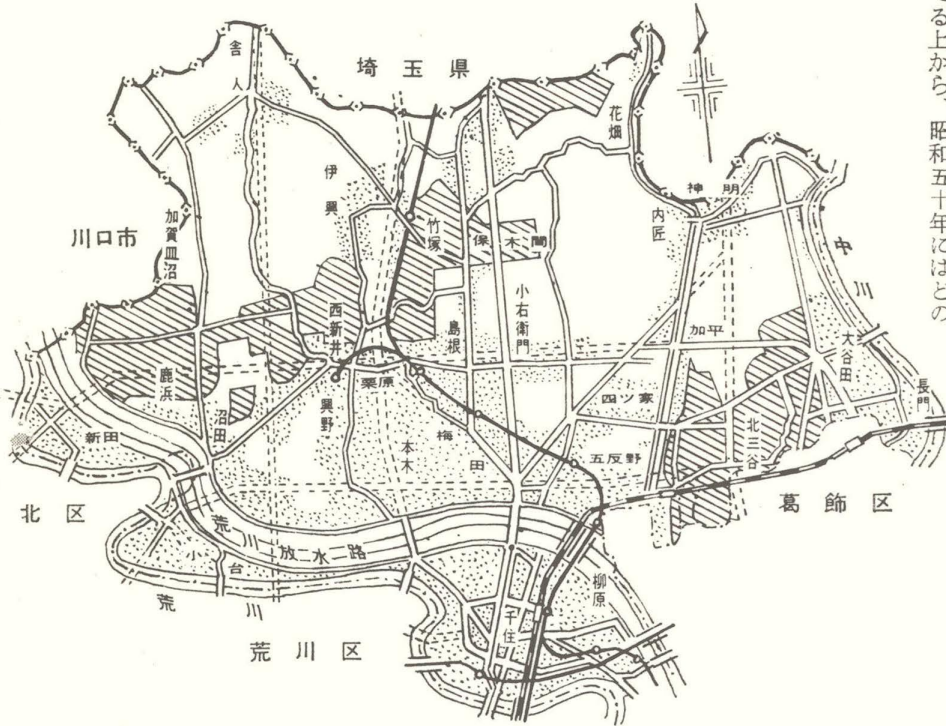 る上から、昭和五十年にはどの
埼玉県
舎人
花畑
伊興
神明
竹塚
保木間
内匠
川口市
加賀皿沼
中川
小右衛門
西新井
島根
加平
大谷田
栗原
鹿浜
四ツ家
長門
興野
沼田
梅田
北三谷
新田
本木
五反野
北区
葛飾区
荒川
放水路
小台
荒川
柳原
千住
荒川区